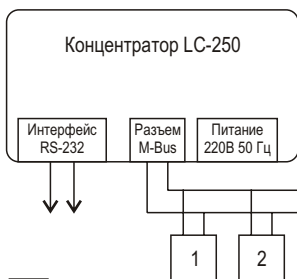 Концентратор LC-250
Интерфейс
RS-232
Разъем
M-Bus
Питание
220В 50 Гц
1
2